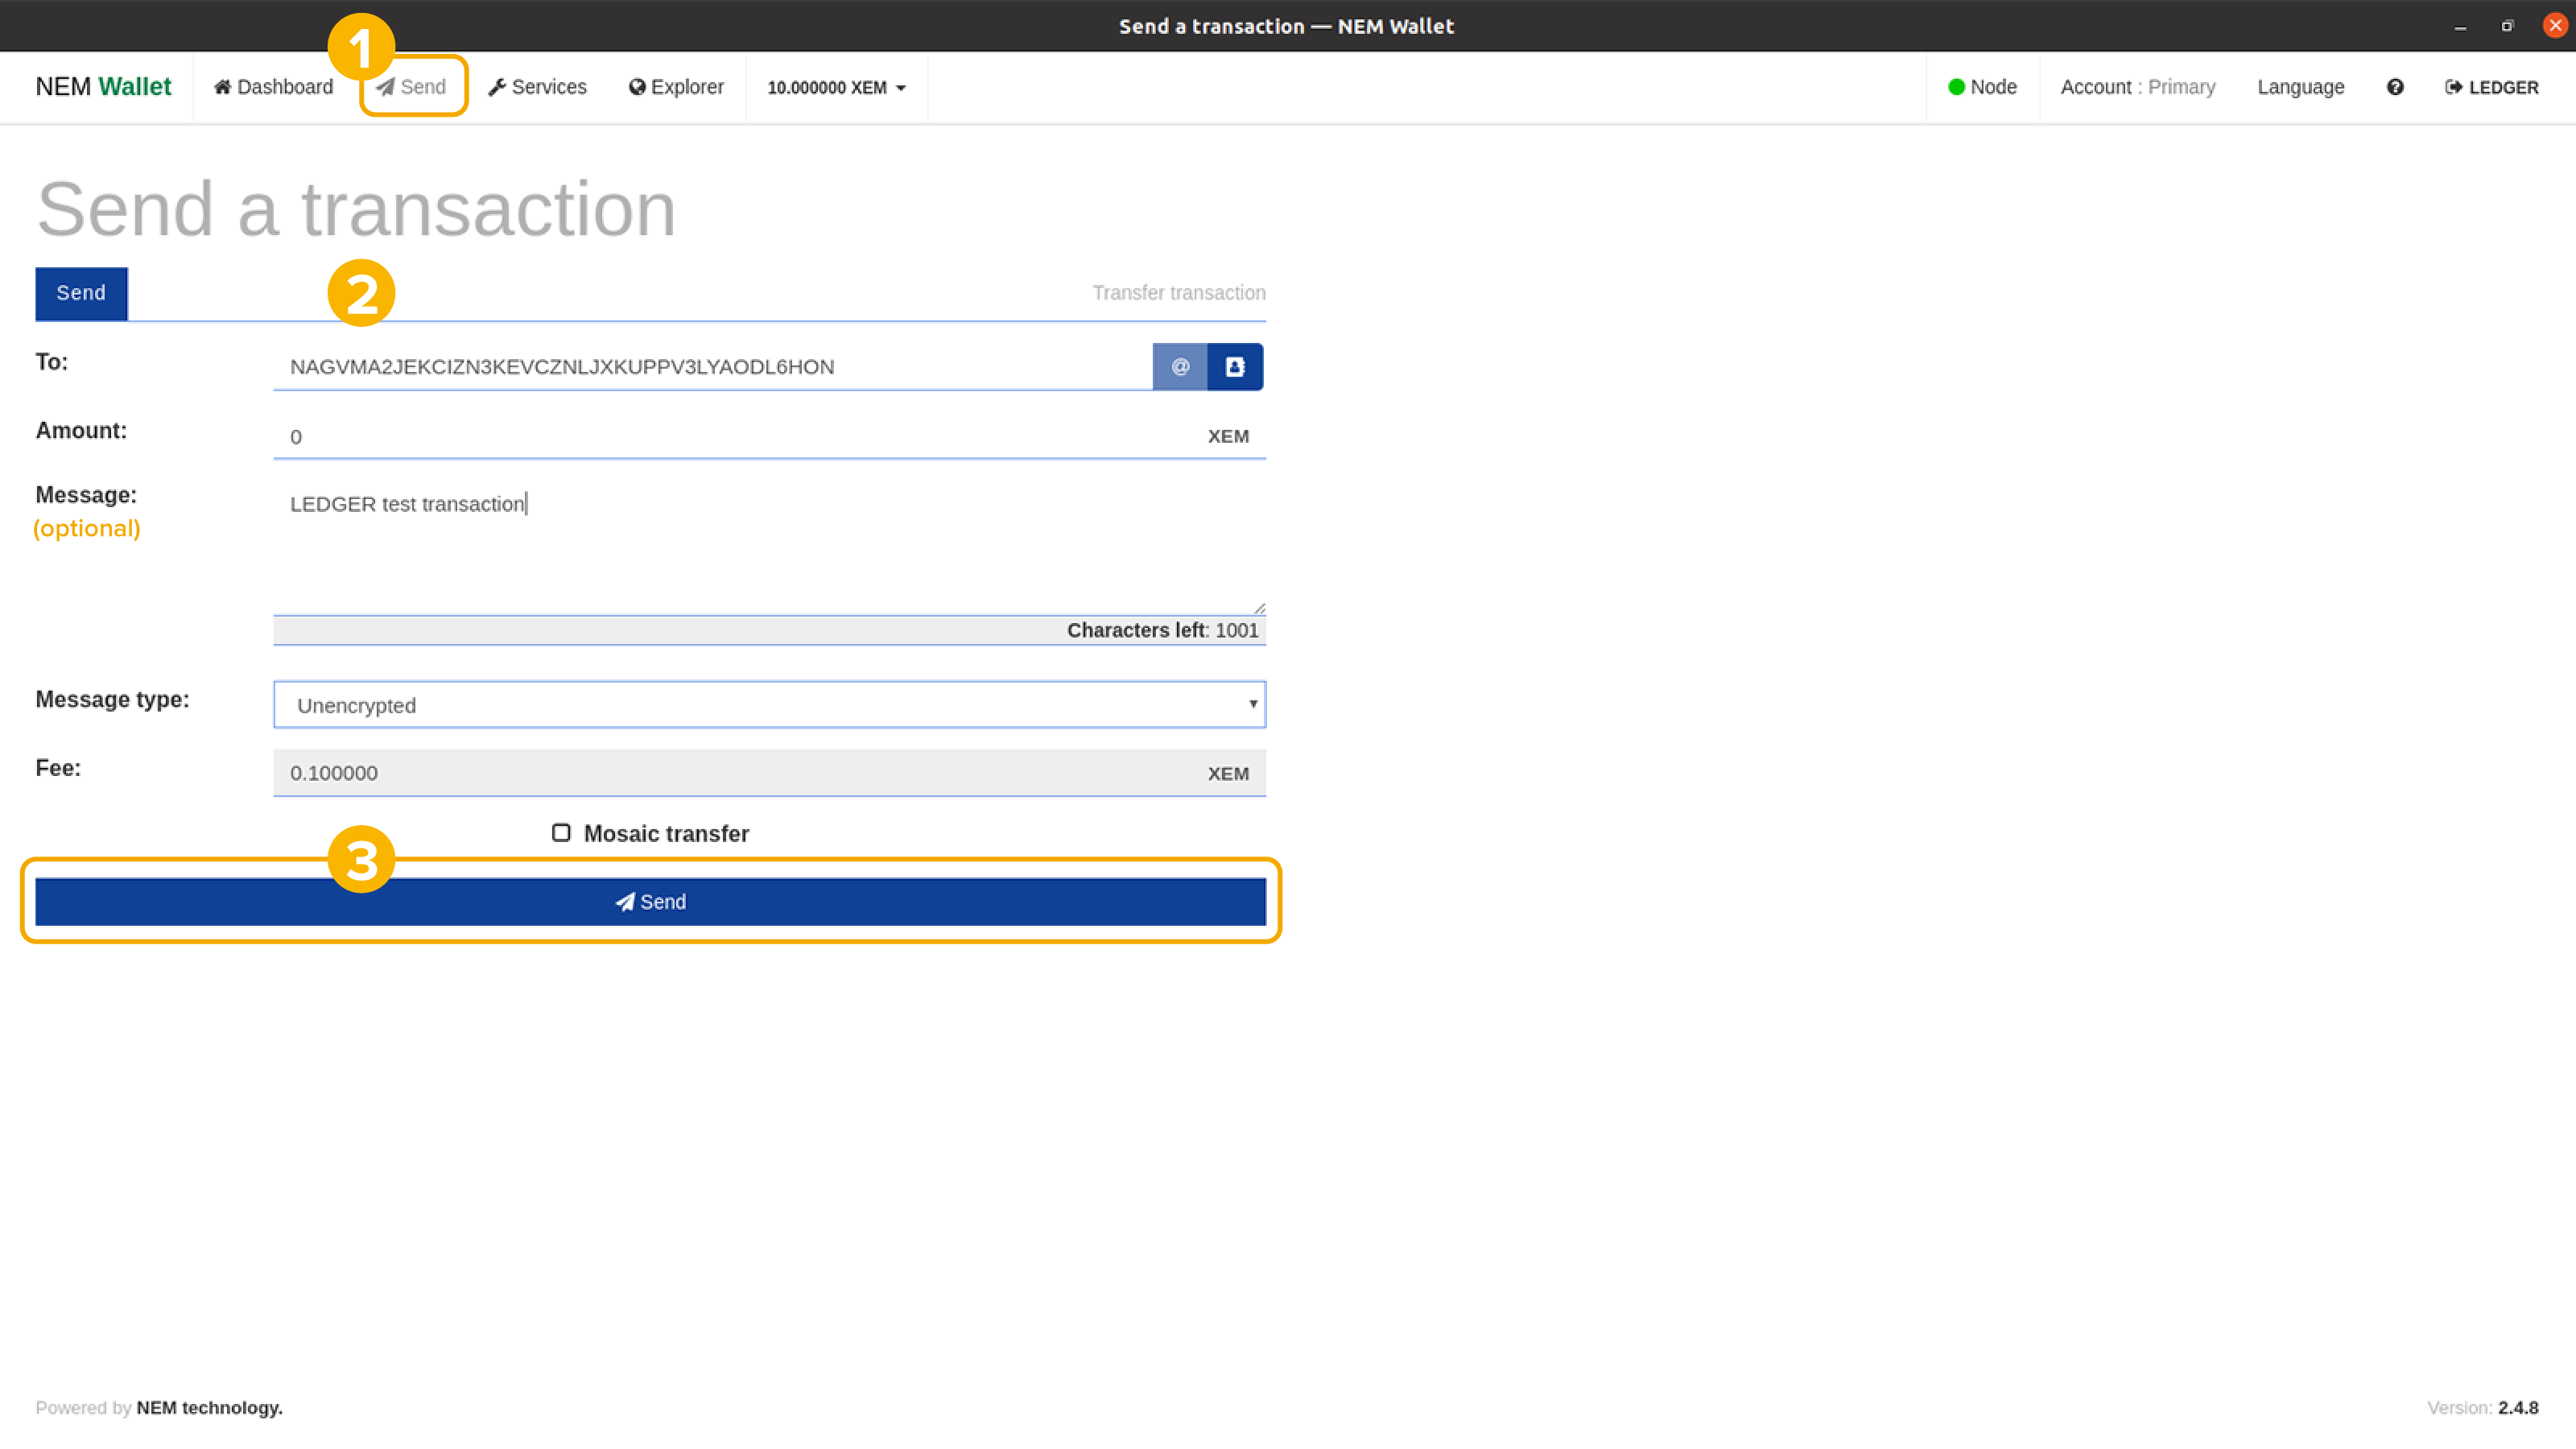 Send a transaction — NEM Wallet
1
NEM Wallet Dashboard Send Services Explorer 10.000000 XEM Node Account : Primary Language ? LEDGER
Send a transaction
Send 2 Transfer transaction
To: NAGVMA2JEKCIZN3KEVCZNLJXKUPPV3LYAODL6HON @
Amount: 0 XEM
Message: LEDGER test transaction
(optional)
Characters left: 1001
Message type: Unencrypted
Fee: 0.100000 XEM
Mosaic transfer
3
Send
Powered by NEM technology. Version: 2.4.8